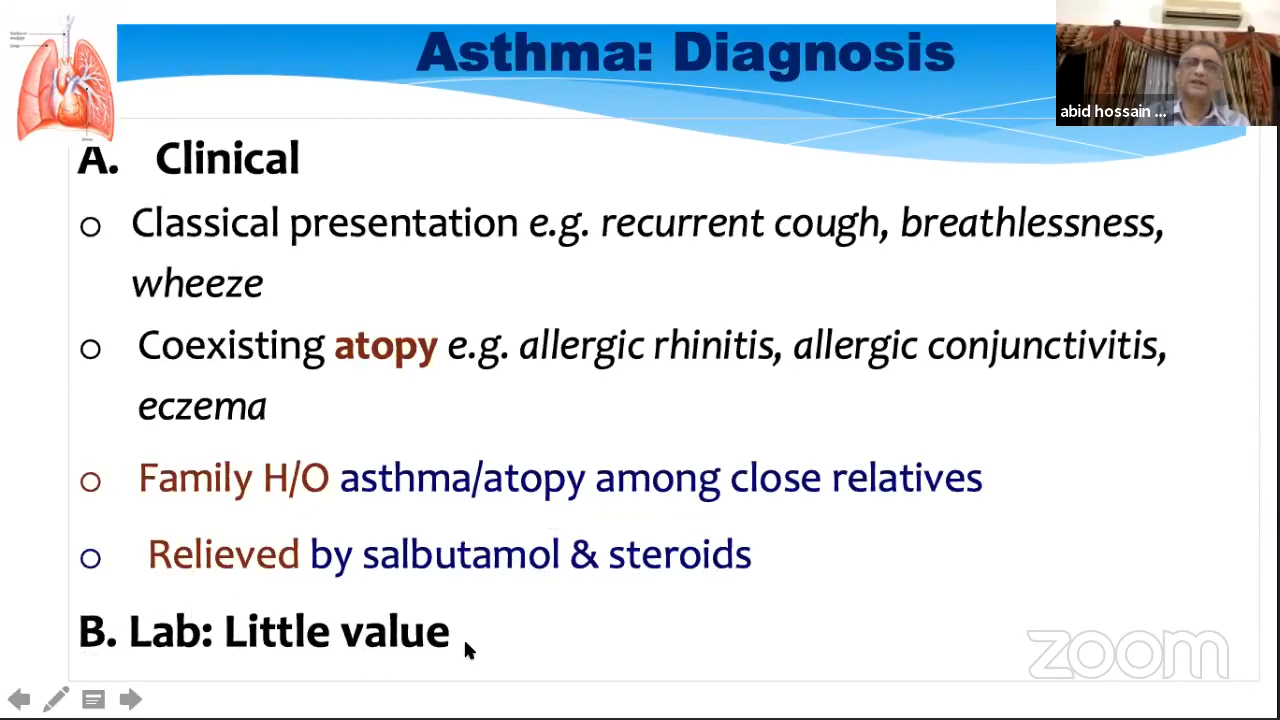 Asthma: Diagnosis
abid hossain ...
A. Clinical
o Classical presentation e.g. recurrent cough, breathlessness,
wheeze
o Coexisting atopy e.g. allergic rhinitis, allergic conjunctivitis,
eczema
o Family H/O asthma/atopy among close relatives
o Relieved by salbutamol & steroids
B. Lab: Little value
zoom